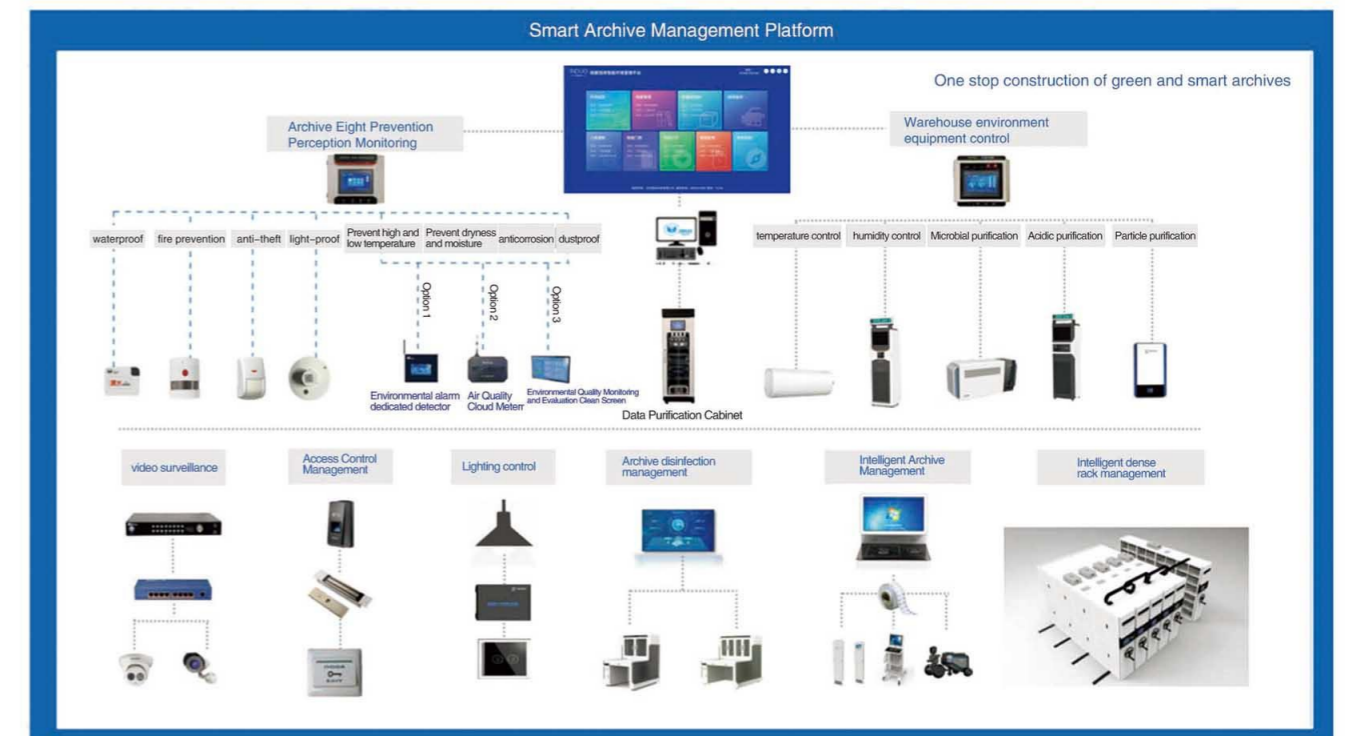 Smart Archive Management Platform
One stop construction of green and smart archives
Archive Eight Prevention
Perception Monitoring
Warehouse environment
equipment control
waterproof
fire prevention
anti-theft
light-proof
Prevent high and
low temperature
Prevent dryness
and moisture
anticorrosion
dustproof
temperature control
humidity control
Microbial purification
Acidic purification
Particle purification
Option 1
Option 2
Option 3
Environmental alarm
dedicated detector
Air Quality
Cloud Meterr
Environmental Quality Monitoring
and Evaluation Clean Screen
Data Purification Cabinet
video surveillance
Access Control
Management
Lighting control
Archive disinfection
management
Intelligent Archive
Management
Intelligent dense
rack management